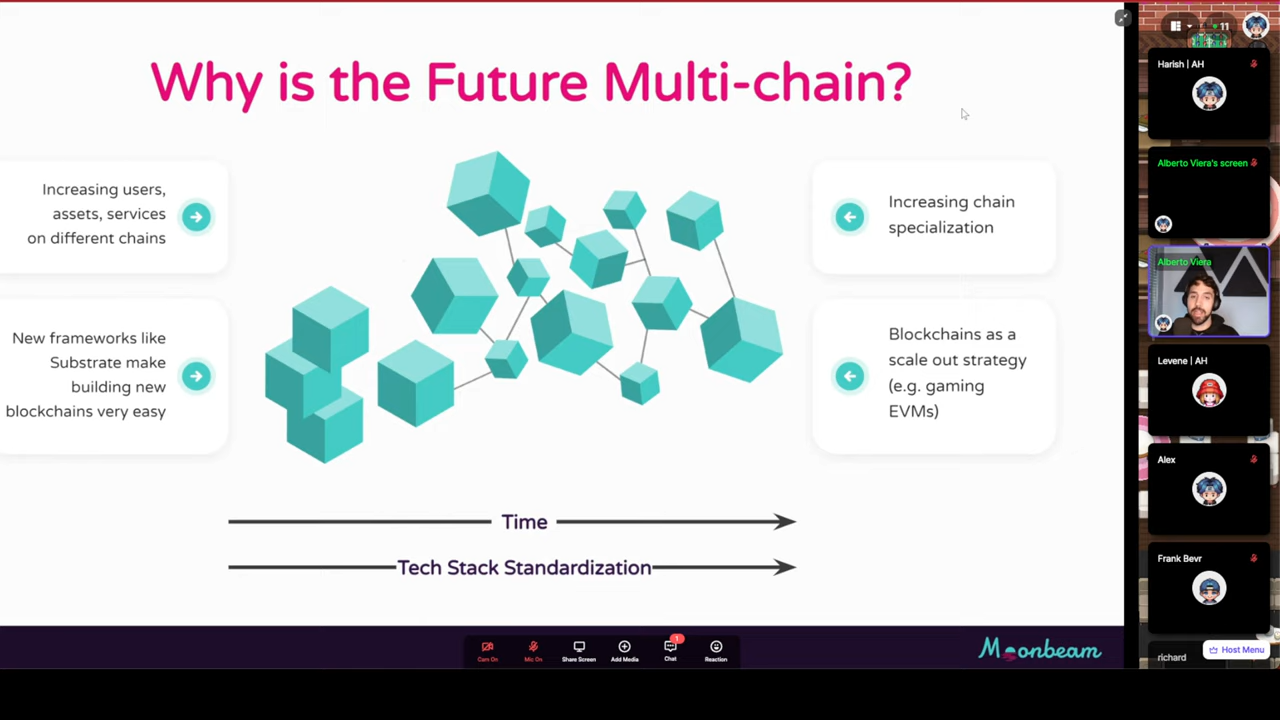 Why is the Future Multi-chain?
Increasing users,
assets, services
on different chains
New frameworks like
Substrate make
building new
blockchains very easy
Increasing chain
specialization
Blockchains as a
scale out strategy
(e.g. gaming
EVMs)
Time
Tech Stack Standardization
Cam On
Mic On
Share Screen
Add Media
1
Chat
Reaction
Moonbeam
11
Harish | AH
Alberto Viera's screen
Alberto Viera
Levene | AH
Alex
Frank Bevr
richard
Host Menu